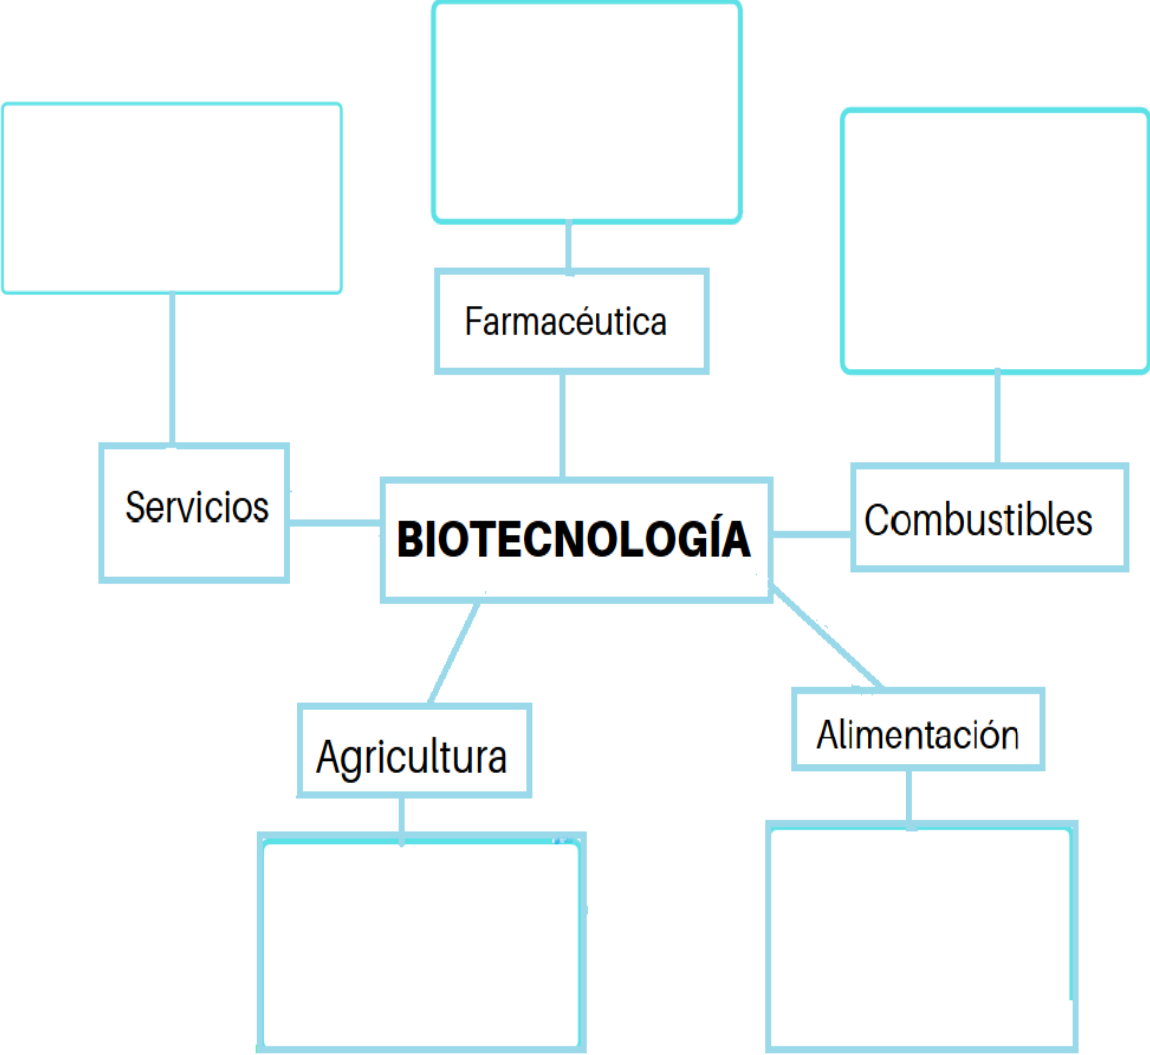 Farmacéutica
Servicios
BIOTECNOLOGÍA
Combustibles
Agricultura
Alimentación